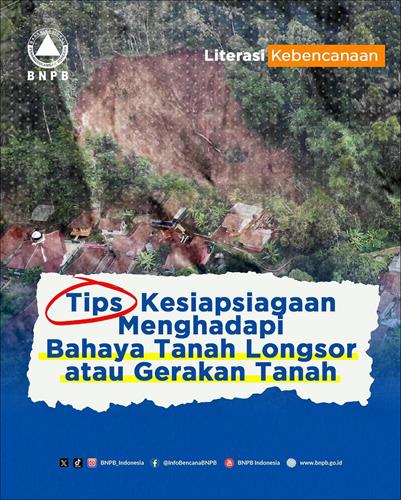 BNPB
Literasi Kebencanaan
Tips Kesiapsiagaan
Menghadapi
Bahaya Tanah Longsor
atau Gerakan Tanah
BNPB_Indonesia @InfoBencanaBNPB BNPB Indonesia www.bnpb.go.id